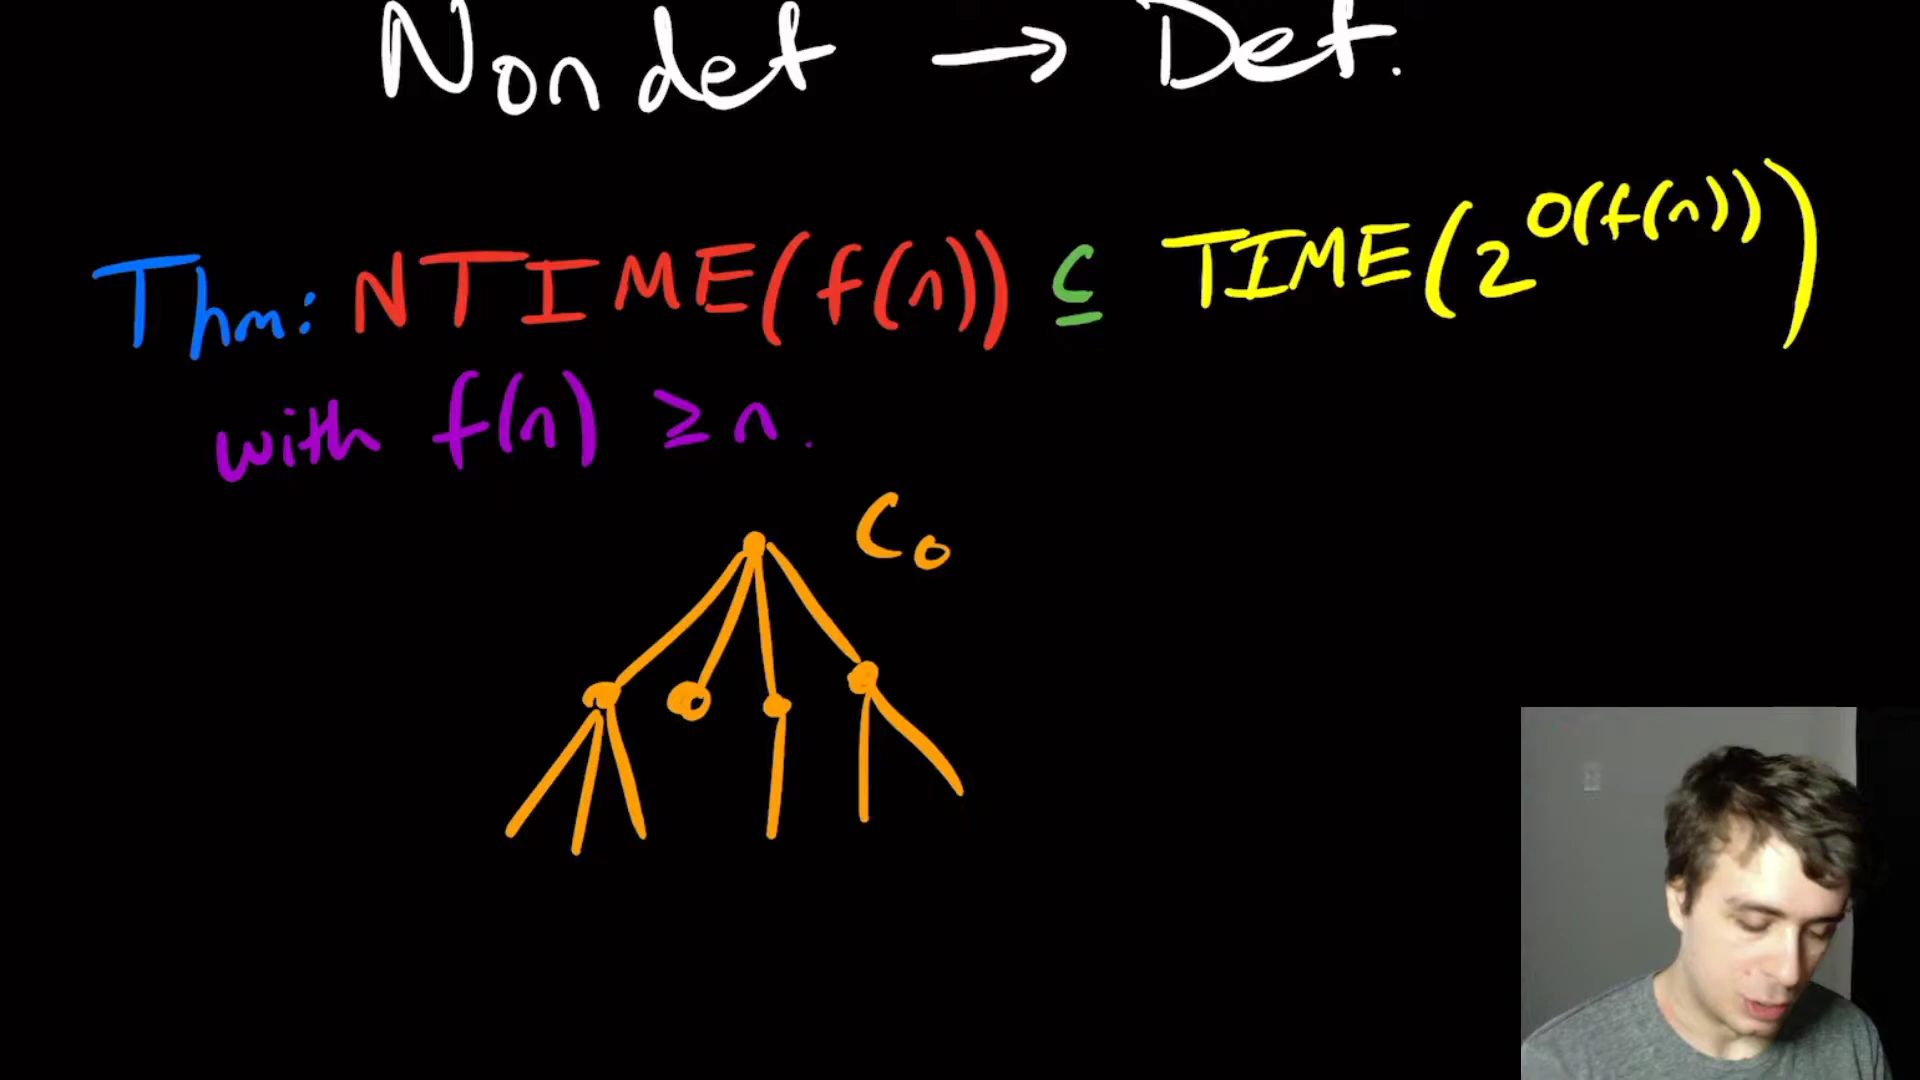 Nondet → Det.
Thm: NTIME(f(n)) ⊆ TIME(2^O(f(n)))
with f(n) ≥ n.
C₀